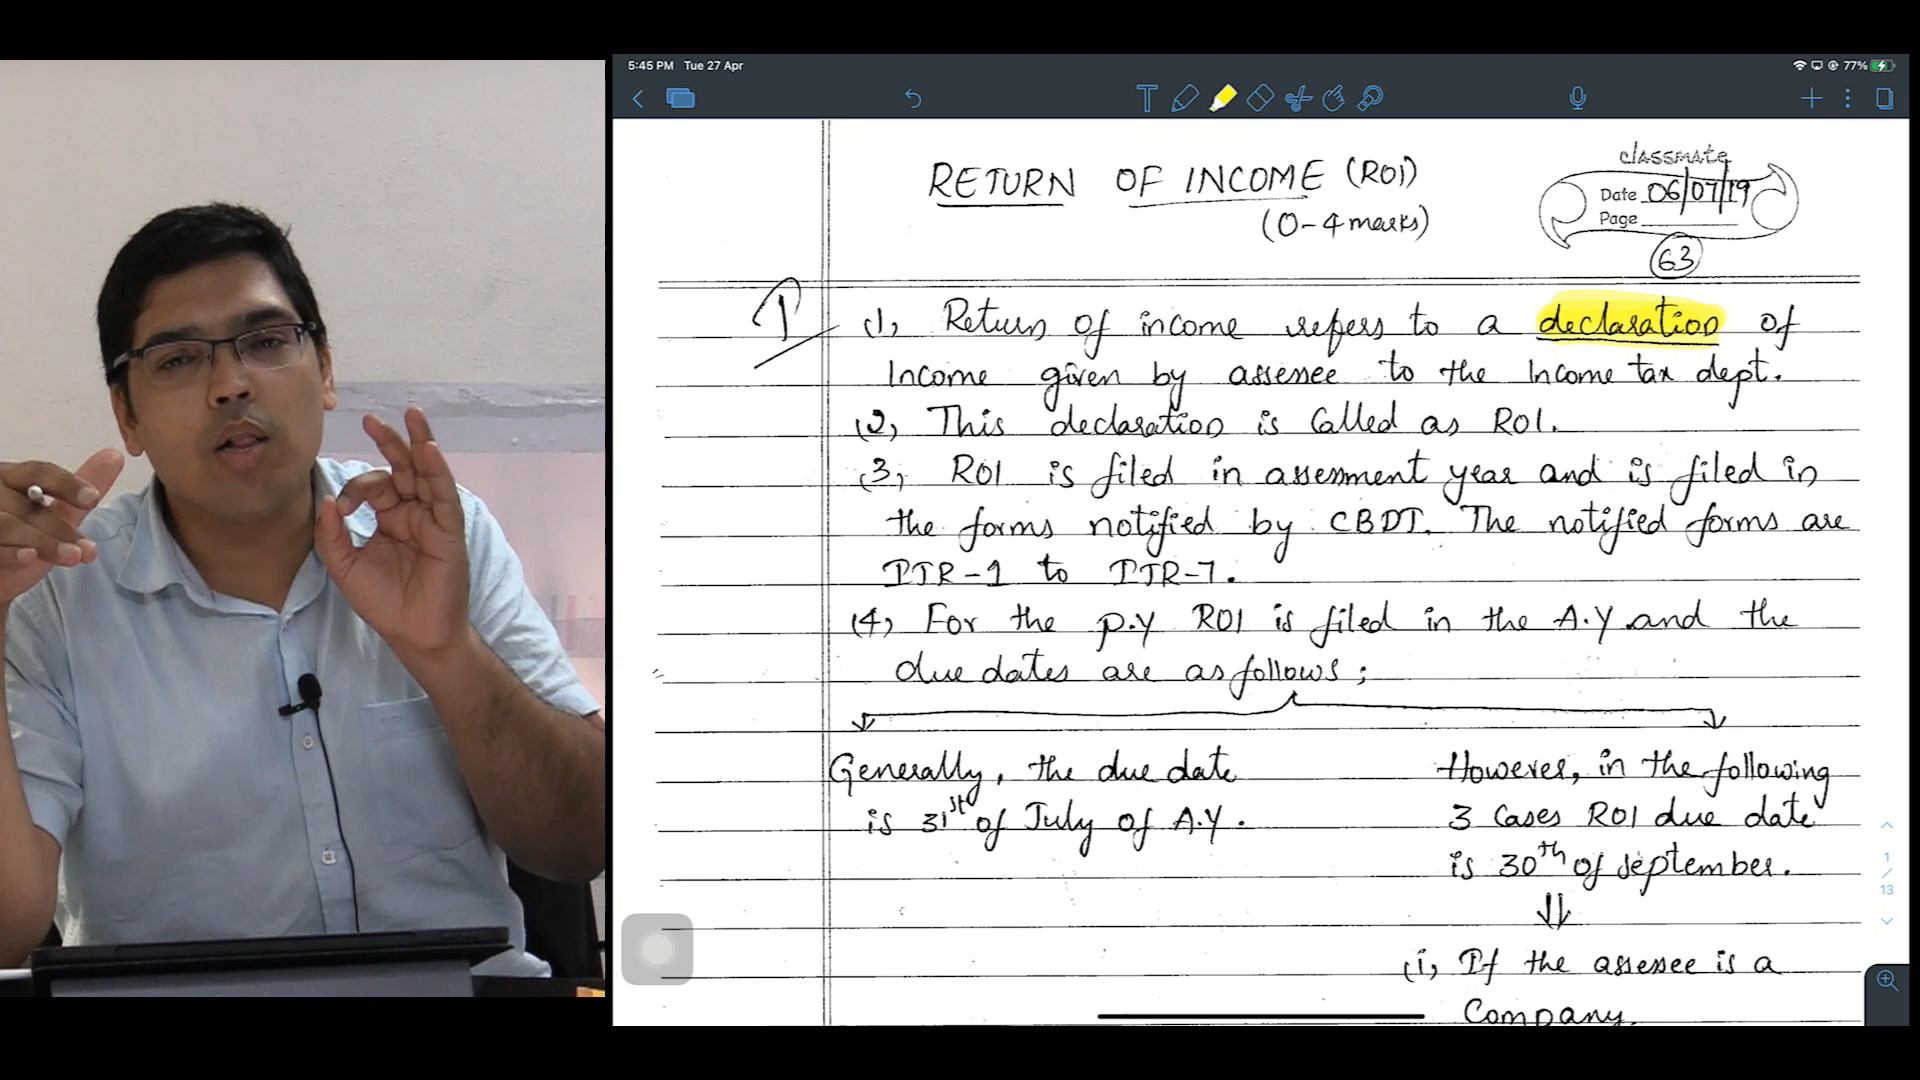 5:45 PM Tue 27 Apr
77%
classmate
RETURN OF INCOME (ROI)
Date 06/07/19
(0-4 marks)
Page
63
(1) Return of income refers to a declaration of
Income given by assessee to the Income tax dept.
(2) This declaration is called as ROI.
(3) ROI is filed in assessment year and is filed in
the forms notified by CBDT. The notified forms are
ITR-1 to ITR-7.
(4) For the P.Y ROI is filed in the A.Y. and the
due dates are as follows;
Generally, the due date
is 31st of July of A.Y.
However, in the following
3 cases ROI due date
is 30th of september.
(i) If the assessee is a
Company.
1
/
13